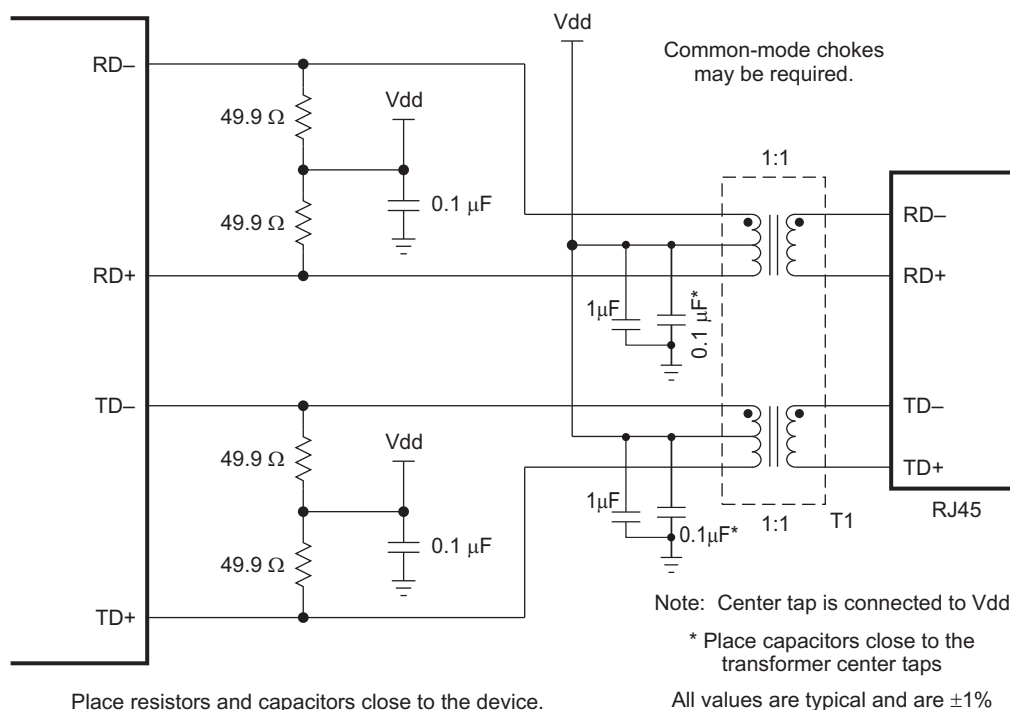 Vdd
Common-mode chokes
may be required.
RD–
49.9 Ω
Vdd
0.1 μF
49.9 Ω
RD+
1:1
RD–
RD+
1μF
0.1 μF*
TD–
49.9 Ω
Vdd
0.1 μF
49.9 Ω
TD+
TD–
TD+
1μF
0.1μF*
1:1
T1
RJ45
Note: Center tap is connected to Vdd
* Place capacitors close to the
transformer center taps
Place resistors and capacitors close to the device.
All values are typical and are ±1%